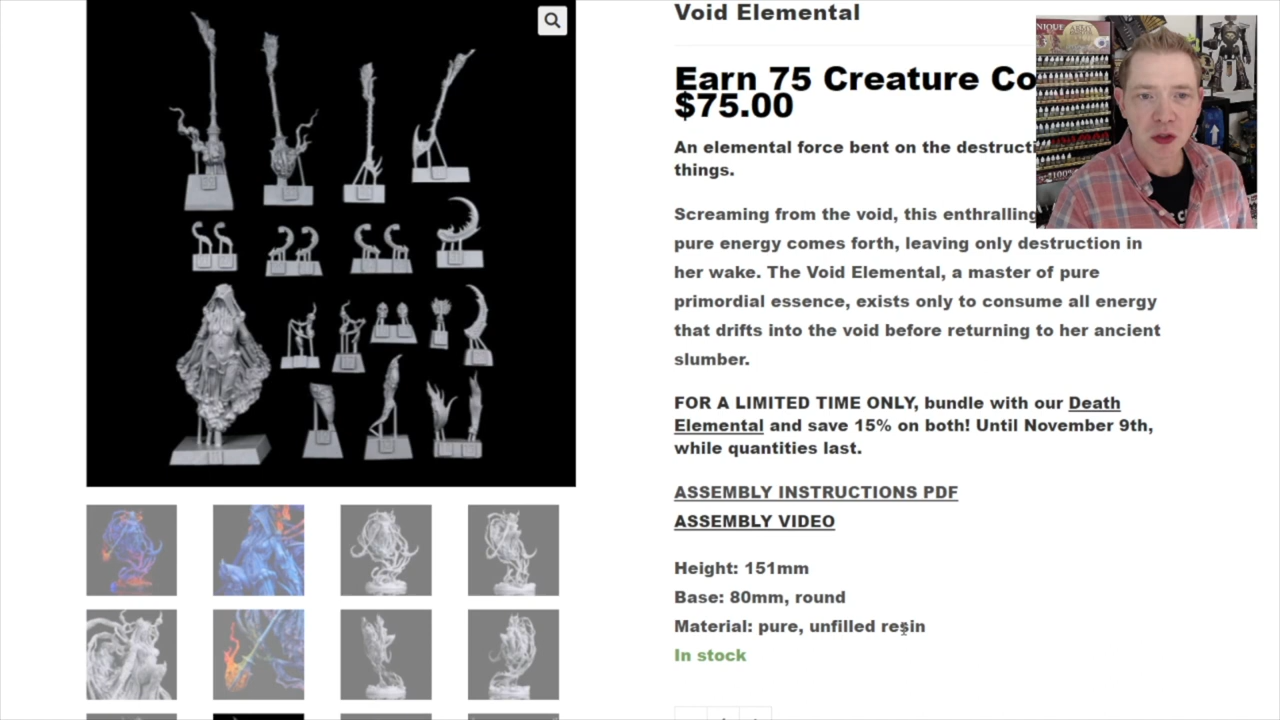 Void Elemental
Earn 75 Creature Co
$75.00
An elemental force bent on the destructi
things.
Screaming from the void, this enthralling
pure energy comes forth, leaving only destruction in
her wake. The Void Elemental, a master of pure
primordial essence, exists only to consume all energy
that drifts into the void before returning to her ancient
slumber.
FOR A LIMITED TIME ONLY, bundle with our Death
Elemental and save 15% on both! Until November 9th,
while quantities last.
ASSEMBLY INSTRUCTIONS PDF
ASSEMBLY VIDEO
Height: 151mm
Base: 80mm, round
Material: pure, unfilled resin
In stock